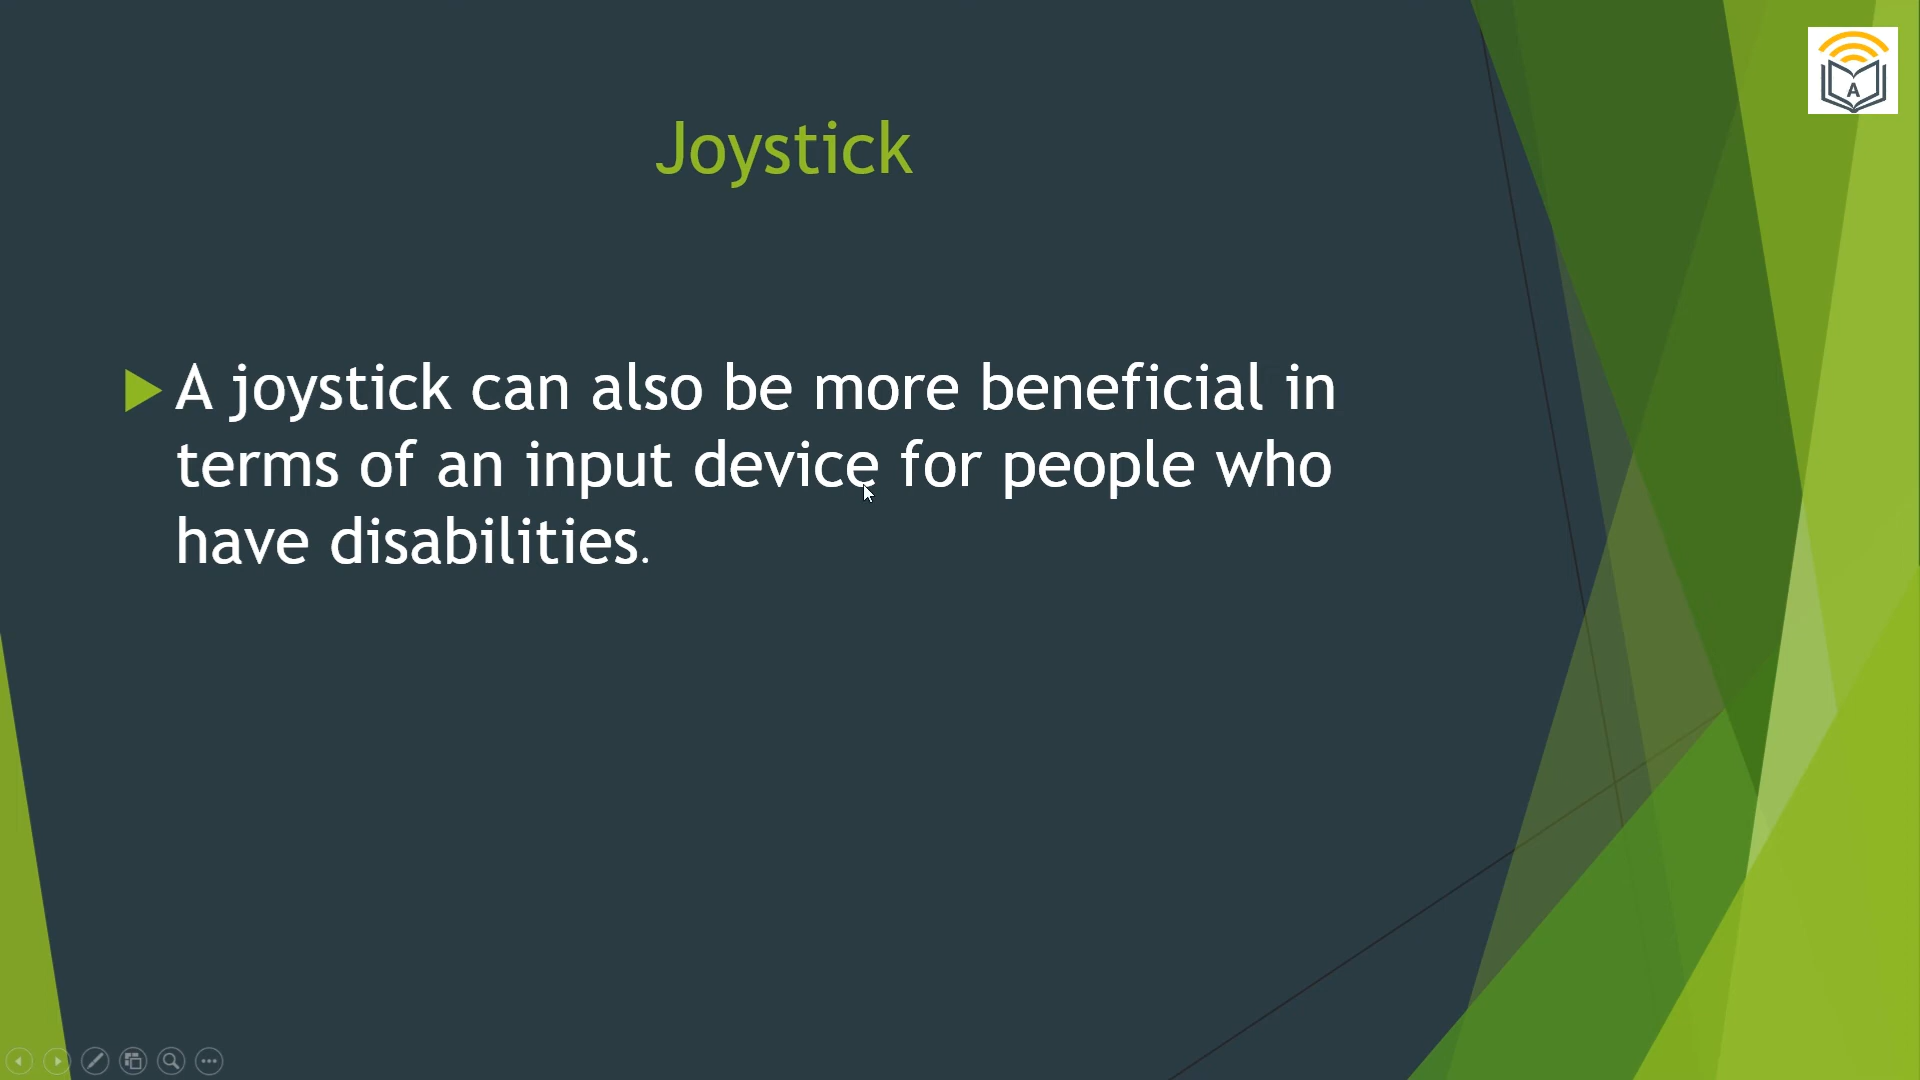 Joystick
A joystick can also be more beneficial in
terms of an input device for people who
have disabilities.
A